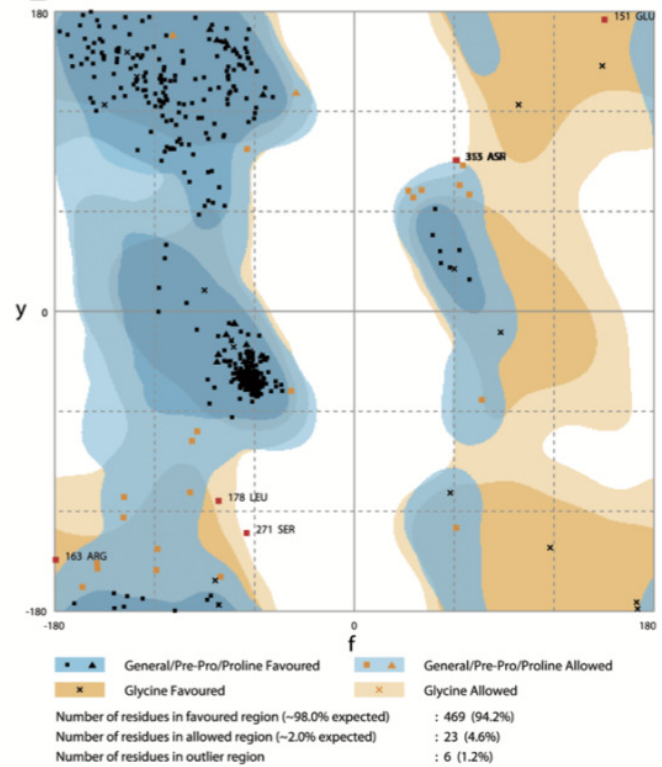 180
151 GLU
y
0
178 LEU
271 SER
163 ARG
-180
-180
0
180
f
General/Pre-Pro/Proline Favoured
General/Pre-Pro/Proline Allowed
Glycine Favoured
Glycine Allowed
Number of residues in favoured region (~98.0% expected) : 469 (94.2%)
Number of residues in allowed region (~2.0% expected) : 23 (4.6%)
Number of residues in outlier region : 6 (1.2%)